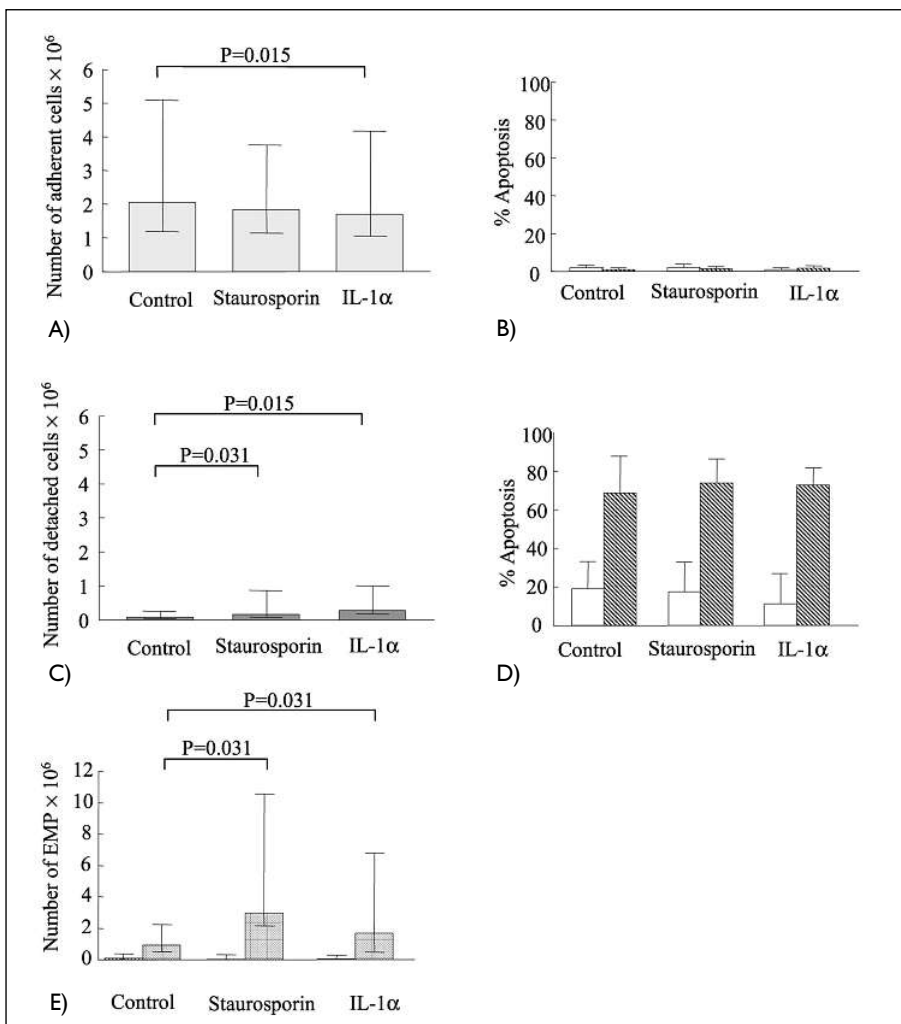 P=0.015
Number of adherent cells × 10⁶
6
5
4
3
2
1
0
Control Staurosporin IL-1α
A)
% Apoptosis
100
80
60
40
20
0
Control Staurosporin IL-1α
B)
P=0.015
P=0.031
Number of detached cells × 10⁶
6
5
4
3
2
1
0
Control Staurosporin IL-1α
C)
% Apoptosis
100
80
60
40
20
0
Control Staurosporin IL-1α
D)
P=0.031
P=0.031
Number of EMP × 10⁶
12
10
8
6
4
2
0
Control Staurosporin IL-1α
E)